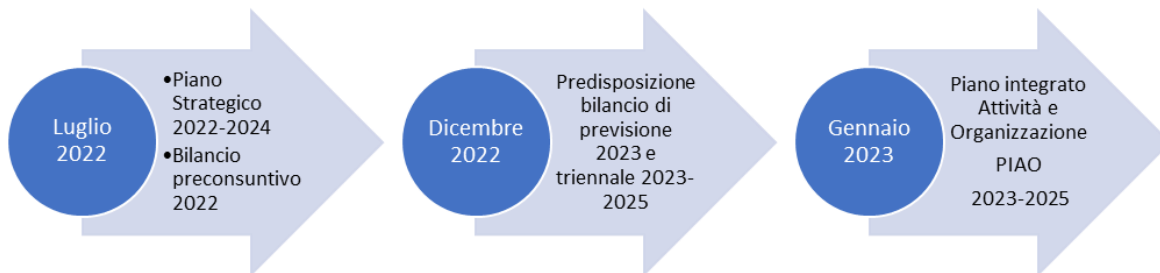 Luglio
2022
•Piano
Strategico
2022-2024
•Bilancio
preconsuntivo
2022
Dicembre
2022
Predisposizione
bilancio di
previsione
2023 e
triennale 2023-
2025
Gennaio
2023
Piano integrato
Attività e
Organizzazione
PIAO
2023-2025